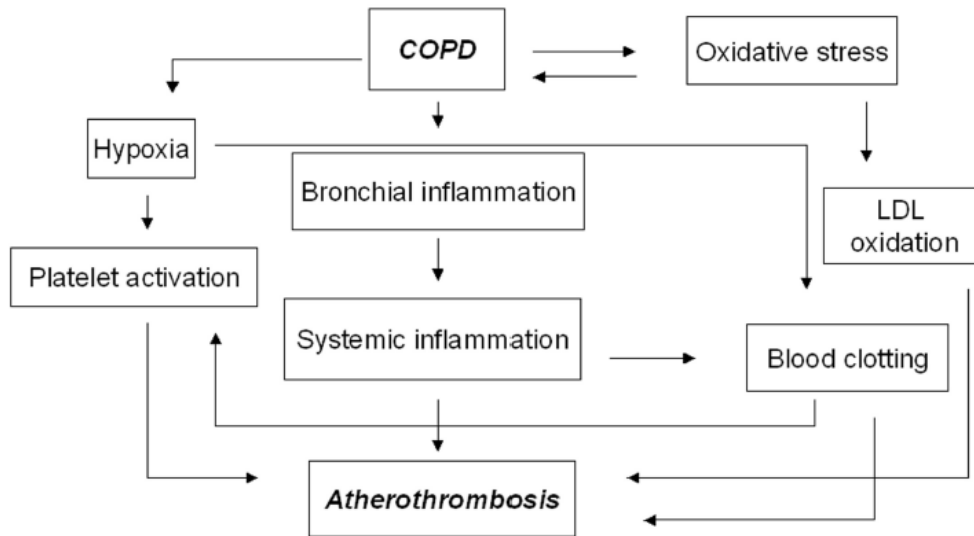 COPD
Oxidative stress
Hypoxia
Bronchial inflammation
LDL
oxidation
Platelet activation
Systemic inflammation
Blood clotting
Atherothrombosis